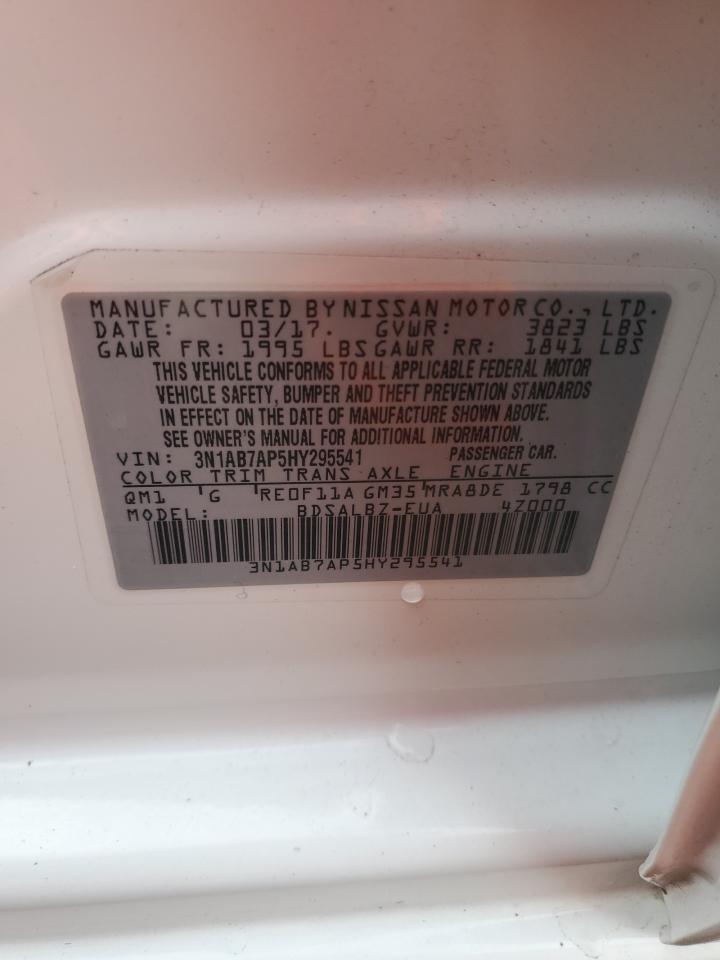 MANUFACTURED BY NISSAN MOTOR CO., LTD.
DATE: 03/17. GVWR: 3823 LBS
GAWR FR: 1995 LBS GAWR RR: 1841 LBS
THIS VEHICLE CONFORMS TO ALL APPLICABLE FEDERAL MOTOR
VEHICLE SAFETY, BUMPER AND THEFT PREVENTION STANDARDS
IN EFFECT ON THE DATE OF MANUFACTURE SHOWN ABOVE.
SEE OWNER'S MANUAL FOR ADDITIONAL INFORMATION.
VIN: 3N1AB7AP5HY295541 PASSENGER CAR.
COLOR TRIM TRANS AXLE ENGINE
QM1 'G RE0F11A GM35 MRA8DE 1798 CC
MODEL: BDSALBZ-EUA 4Z000
3N1AB7AP5HY295541